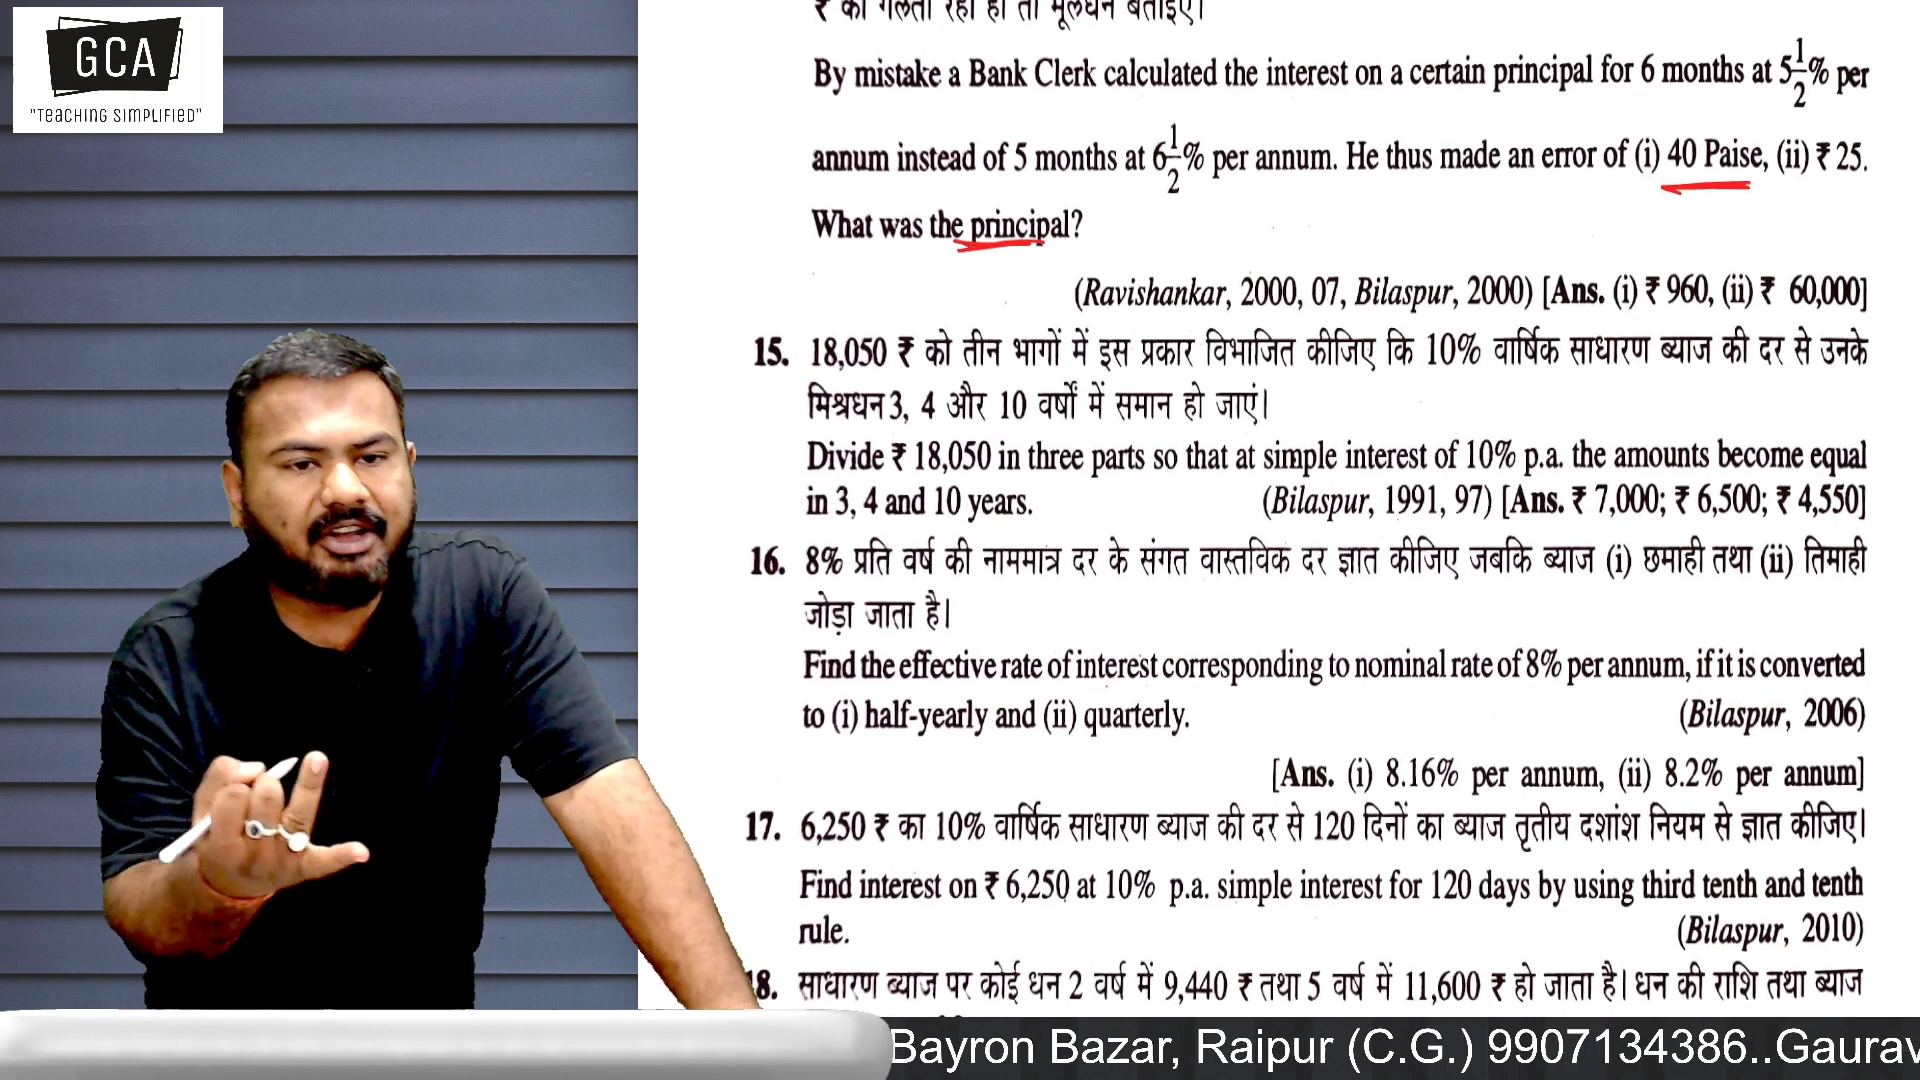 GCA
"TEACHING SIMPLIFIED"
₹ की गलती रही हो तो मूलधन बताइए।
By mistake a Bank Clerk calculated the interest on a certain principal for 6 months at 5 1/2% per
annum instead of 5 months at 6 1/2% per annum. He thus made an error of (i) 40 Paise, (ii) ₹ 25.
What was the principal?
(Ravishankar, 2000, 07, Bilaspur, 2000) [Ans. (i) ₹ 960, (ii) ₹ 60,000]
15. 18,050 ₹ को तीन भागों में इस प्रकार विभाजित कीजिए कि 10% वार्षिक साधारण ब्याज की दर से उनके
मिश्रधन 3, 4 और 10 वर्षों में समान हो जाएं।
Divide ₹ 18,050 in three parts so that at simple interest of 10% p.a. the amounts become equal
in 3, 4 and 10 years. (Bilaspur, 1991, 97) [Ans. ₹ 7,000; ₹ 6,500; ₹ 4,550]
16. 8% प्रति वर्ष की नाममात्र दर के संगत वास्तविक दर ज्ञात कीजिए जबकि ब्याज (i) छमाही तथा (ii) तिमाही
जोड़ा जाता है।
Find the effective rate of interest corresponding to nominal rate of 8% per annum, if it is converted
to (i) half-yearly and (ii) quarterly. (Bilaspur, 2006)
[Ans. (i) 8.16% per annum, (ii) 8.2% per annum]
17. 6,250 ₹ का 10% वार्षिक साधारण ब्याज की दर से 120 दिनों का ब्याज तृतीय दशांश नियम से ज्ञात कीजिए।
Find interest on ₹ 6,250 at 10% p.a. simple interest for 120 days by using third tenth and tenth
rule. (Bilaspur, 2010)
18. साधारण ब्याज पर कोई धन 2 वर्ष में 9,440 ₹ तथा 5 वर्ष में 11,600 ₹ हो जाता है। धन की राशि तथा ब्याज
Bayron Bazar, Raipur (C.G.) 9907134386..Gaurav